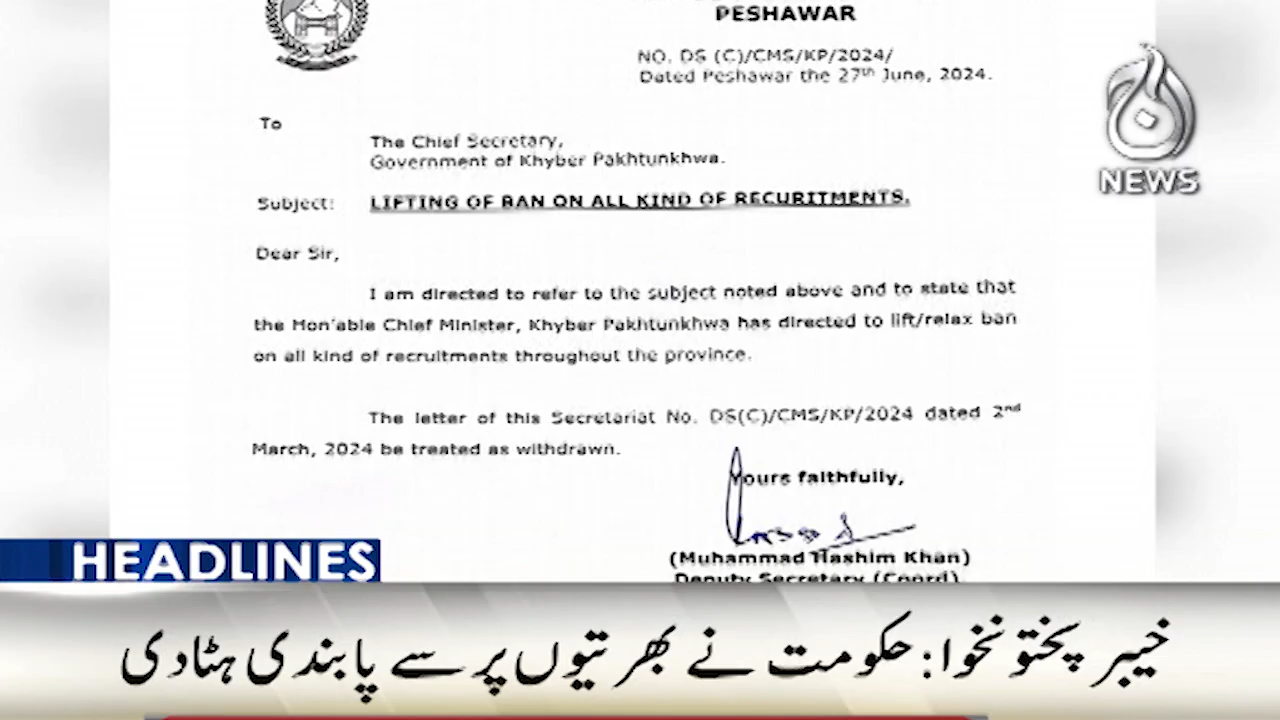 PESHAWAR
NO. DS (C)/CMS/KP/2024/
Dated Peshawar the 27th June, 2024.
To
The Chief Secretary,
Government of Khyber Pakhtunkhwa.
Subject: LIFTING OF BAN ON ALL KIND OF RECURITMENTS.
Dear Sir,
I am directed to refer to the subject noted above and to state that
the Hon'able Chief Minister, Khyber Pakhtunkhwa has directed to lift/relax ban
on all kind of recruitments throughout the province.
The letter of this Secretariat No. DS(C)/CMS/KP/2024 dated 2nd
March, 2024 be treated as withdrawn.
Yours faithfully,
(Muhammad Hashim Khan)
Deputy Secretary (Coord)
NEWS
HEADLINES
خیبر پختونخوا: حکومت نے بھرتیوں پر سے پابندی ہٹادی